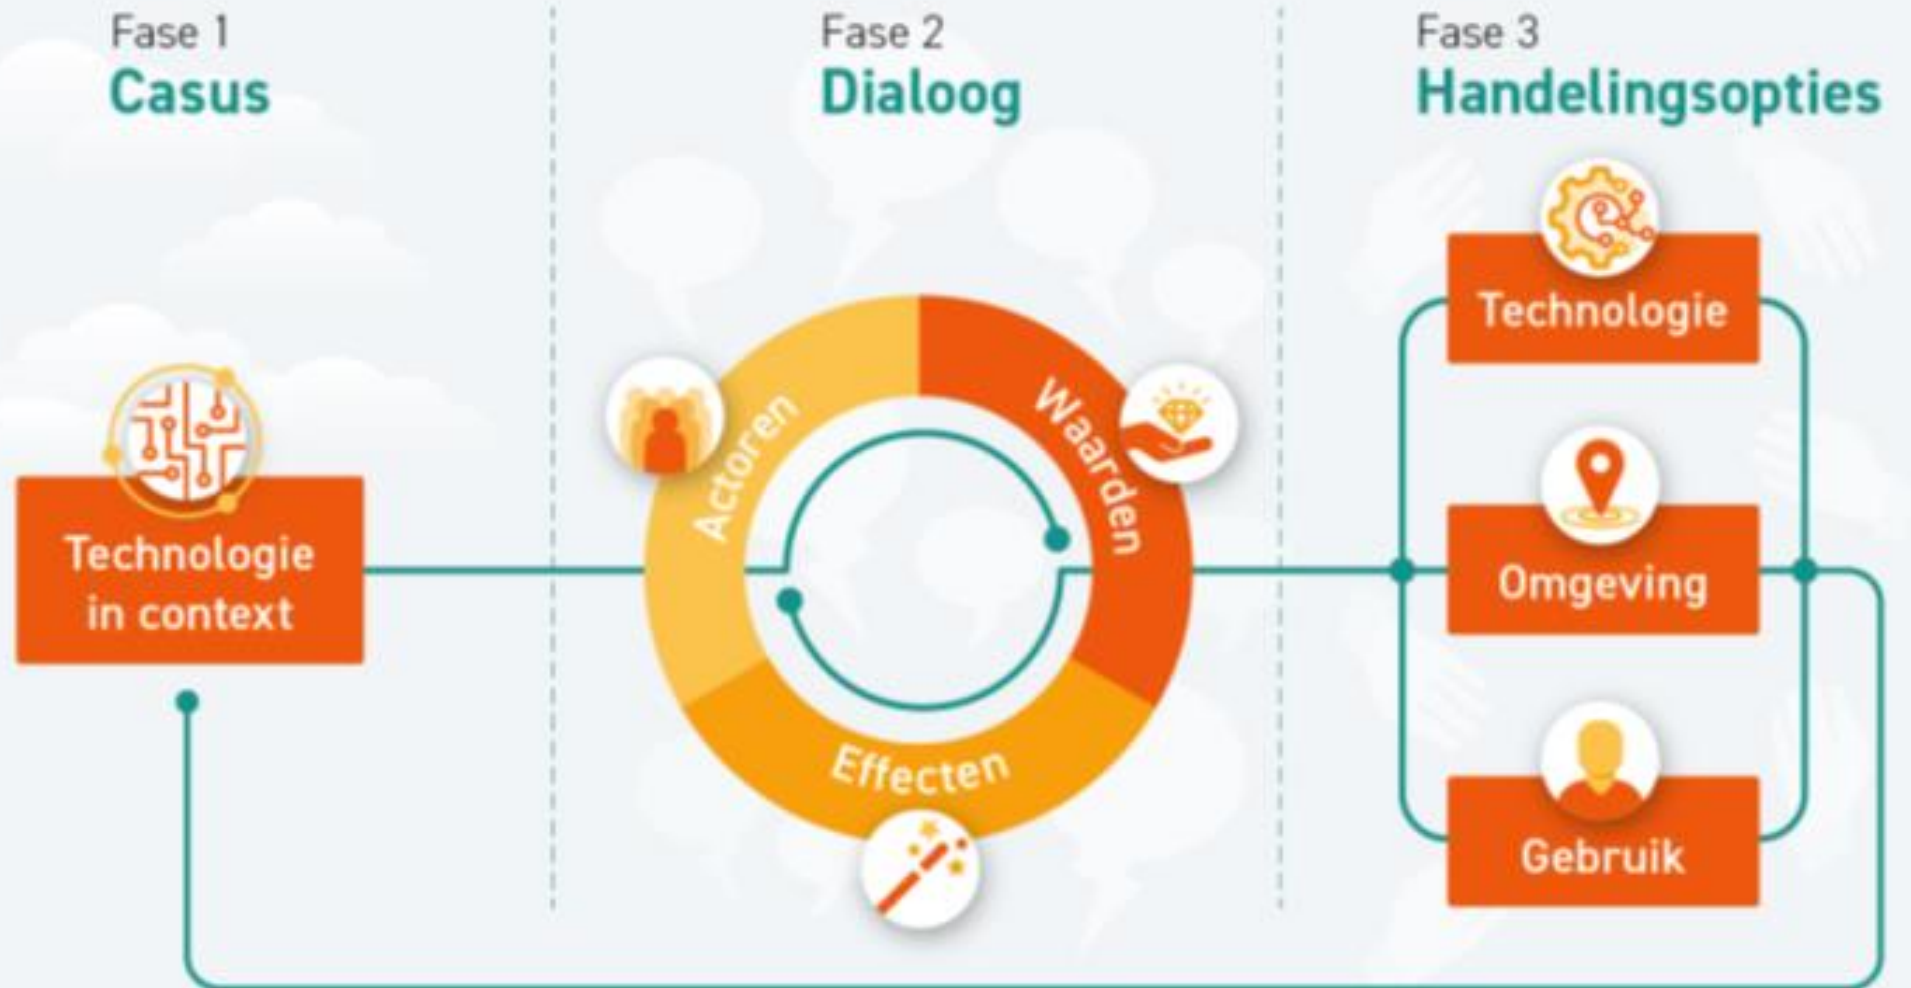 Fase 1
Casus
Technologie
in context
Fase 2
Dialoog
Actoren
Waarden
Effecten
Fase 3
Handelingsopties
Technologie
Omgeving
Gebruik